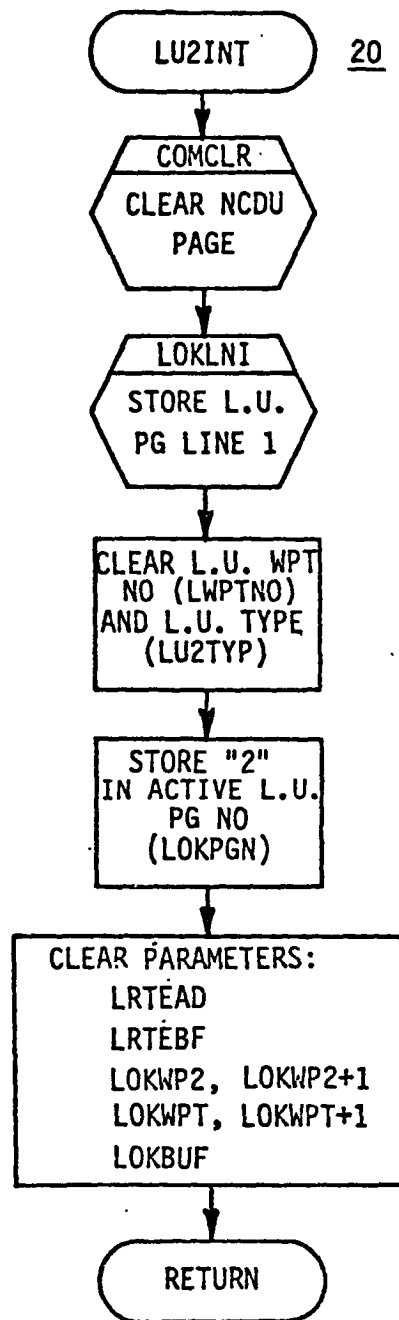 LU2INT 20
COMCLR
CLEAR NCDU
PAGE
LOKLNI
STORE L.U.
PG LINE 1
CLEAR L.U. WPT
NO (LWPTNO)
AND L.U. TYPE
(LU2TYP)
STORE "2"
IN ACTIVE L.U.
PG NO
(LOKPGN)
CLEAR PARAMETERS:
LRTEAD
LRTEBF
LOKWP2, LOKWP2+1
LOKWPT, LOKWPT+1
LOKBUF
RETURN